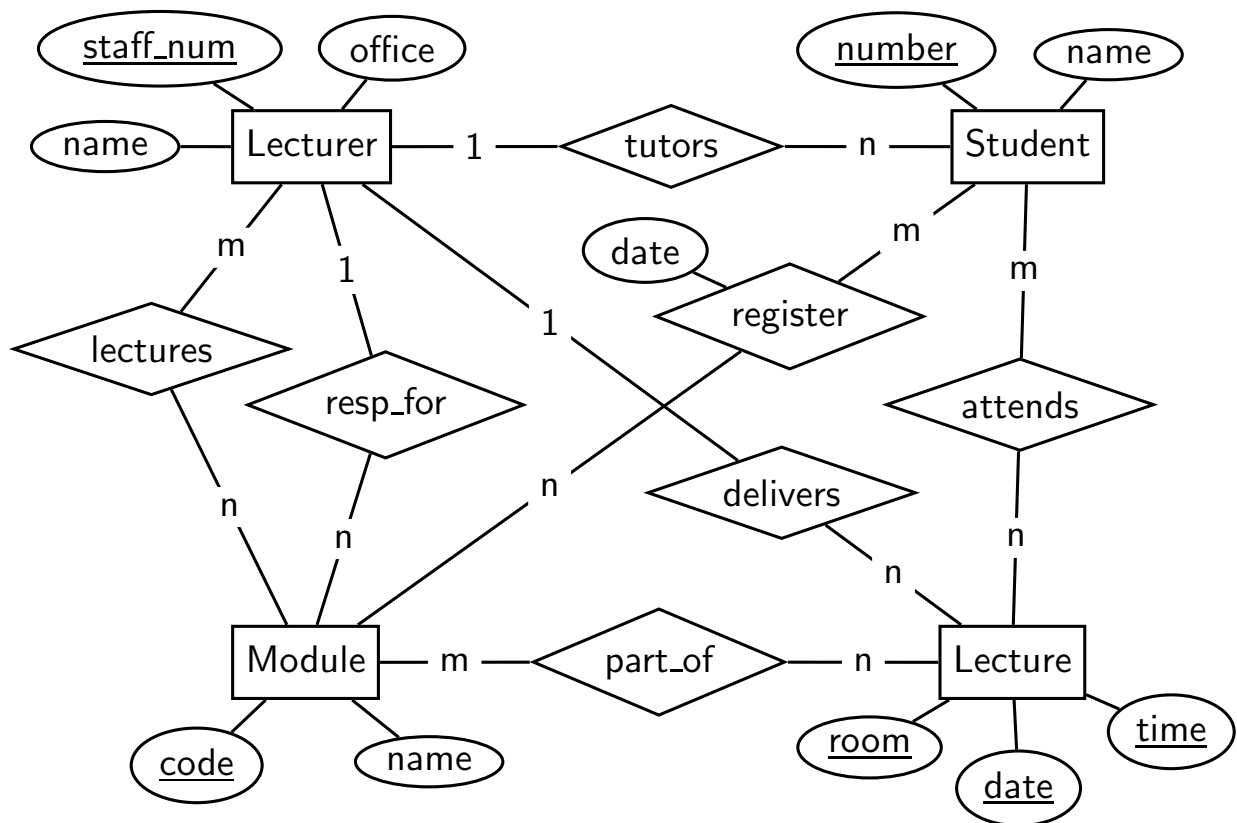 staff_num
office
number
name
name
Lecturer
1
tutors
n
Student
m
1
date
m
m
register
1
lectures
resp_for
attends
n
n
delivers
n
n
n
Module
m
part_of
n
Lecture
code
name
room
date
time